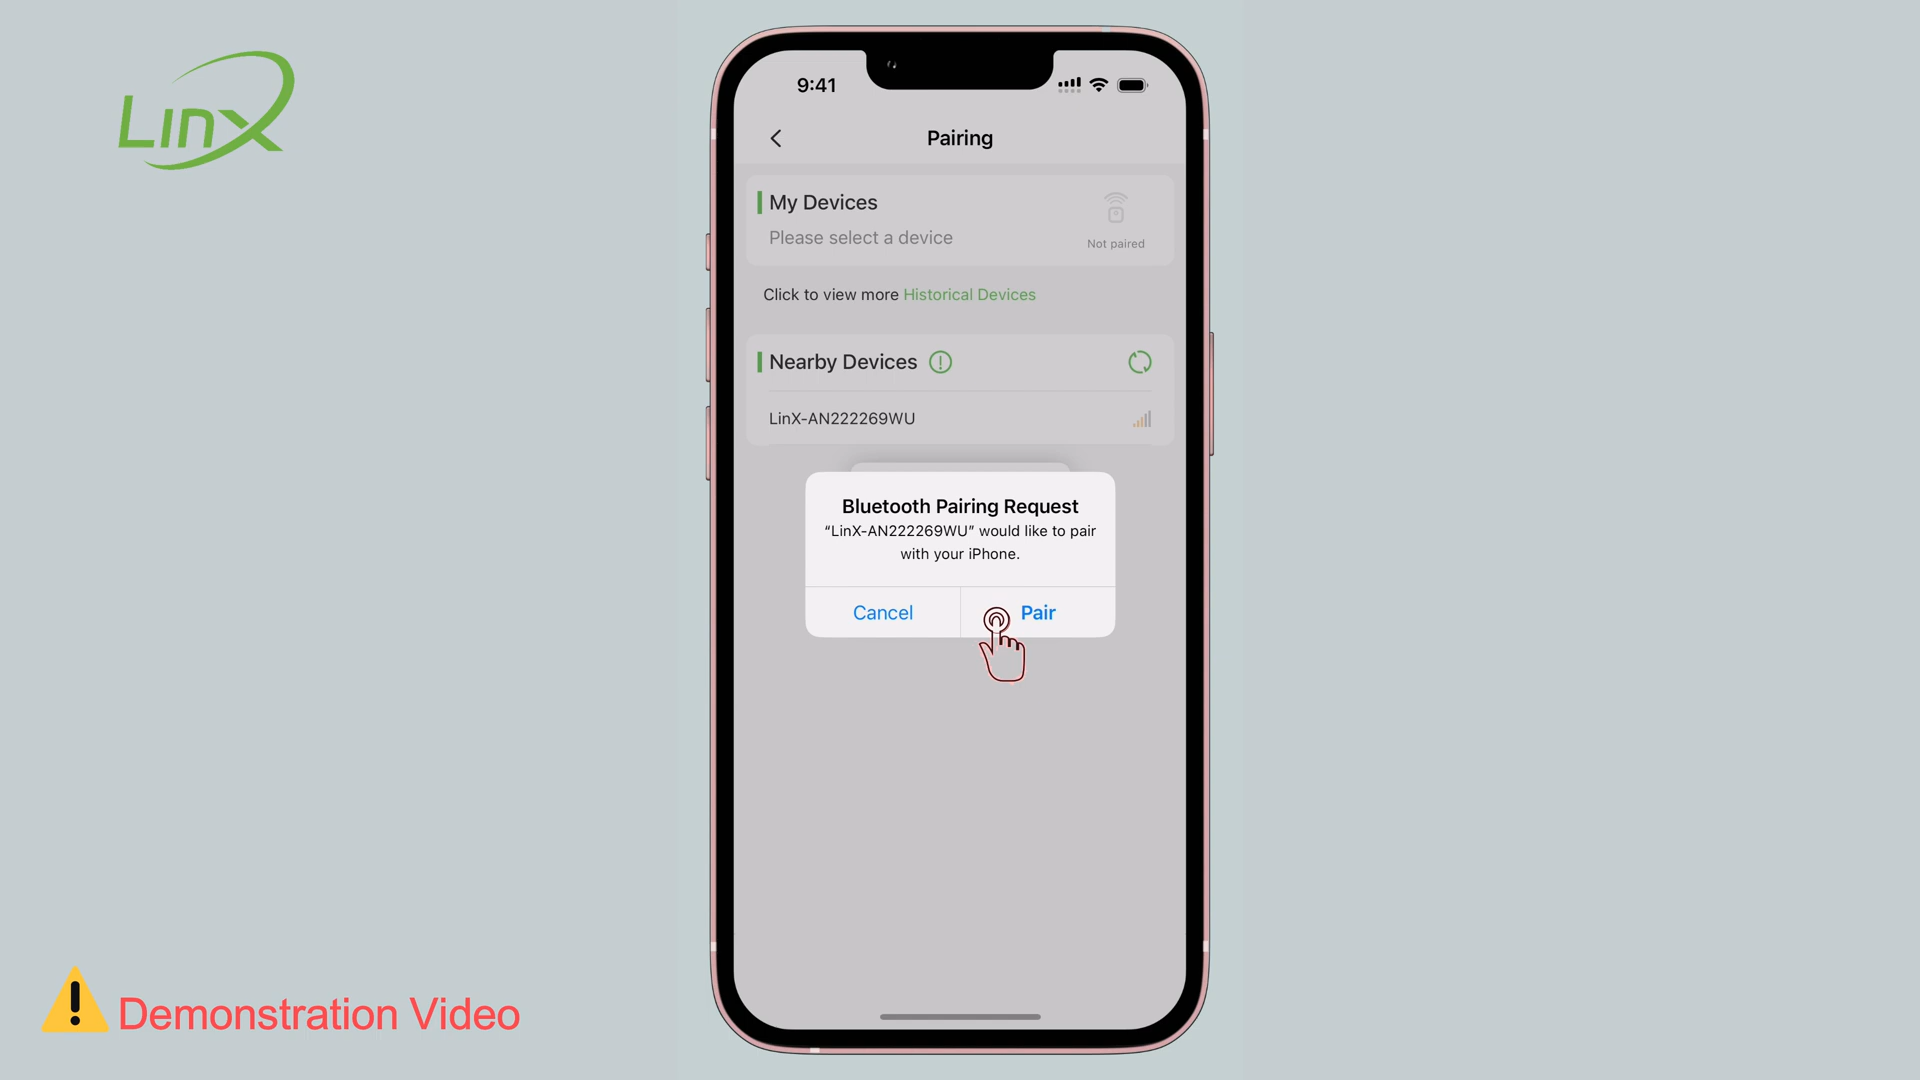 LinX
9:41
Pairing
My Devices
Please select a device
Not paired
Click to view more Historical Devices
Nearby Devices
LinX-AN222269WU
Bluetooth Pairing Request
“LinX-AN222269WU” would like to pair
with your iPhone.
Cancel
Pair
Demonstration Video